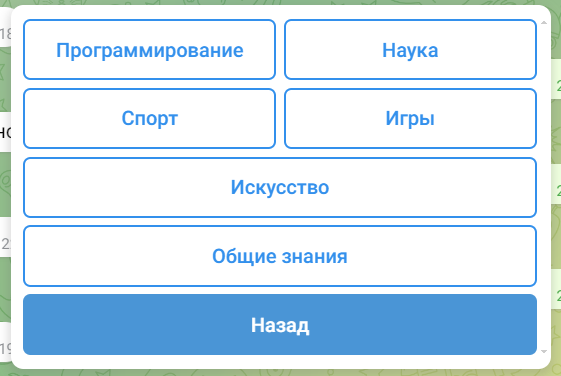 Программирование
Наука
Спорт
Игры
Искусство
Общие знания
Назад